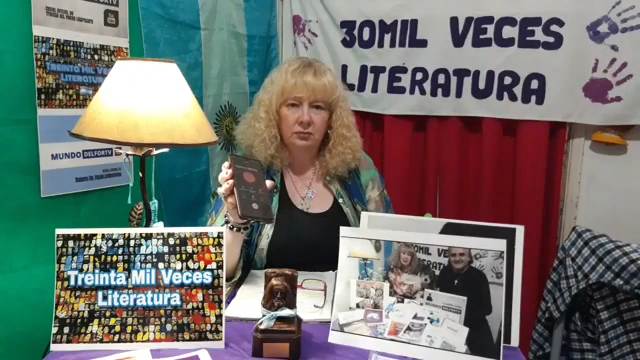 30MIL VECES
LITERATURA
TREINTA MIL VECES
LITERATURA
MUNDO DELFORTV
Treinta Mil Veces
Literatura
30MIL VECES